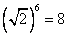 (√2)⁶ = 8